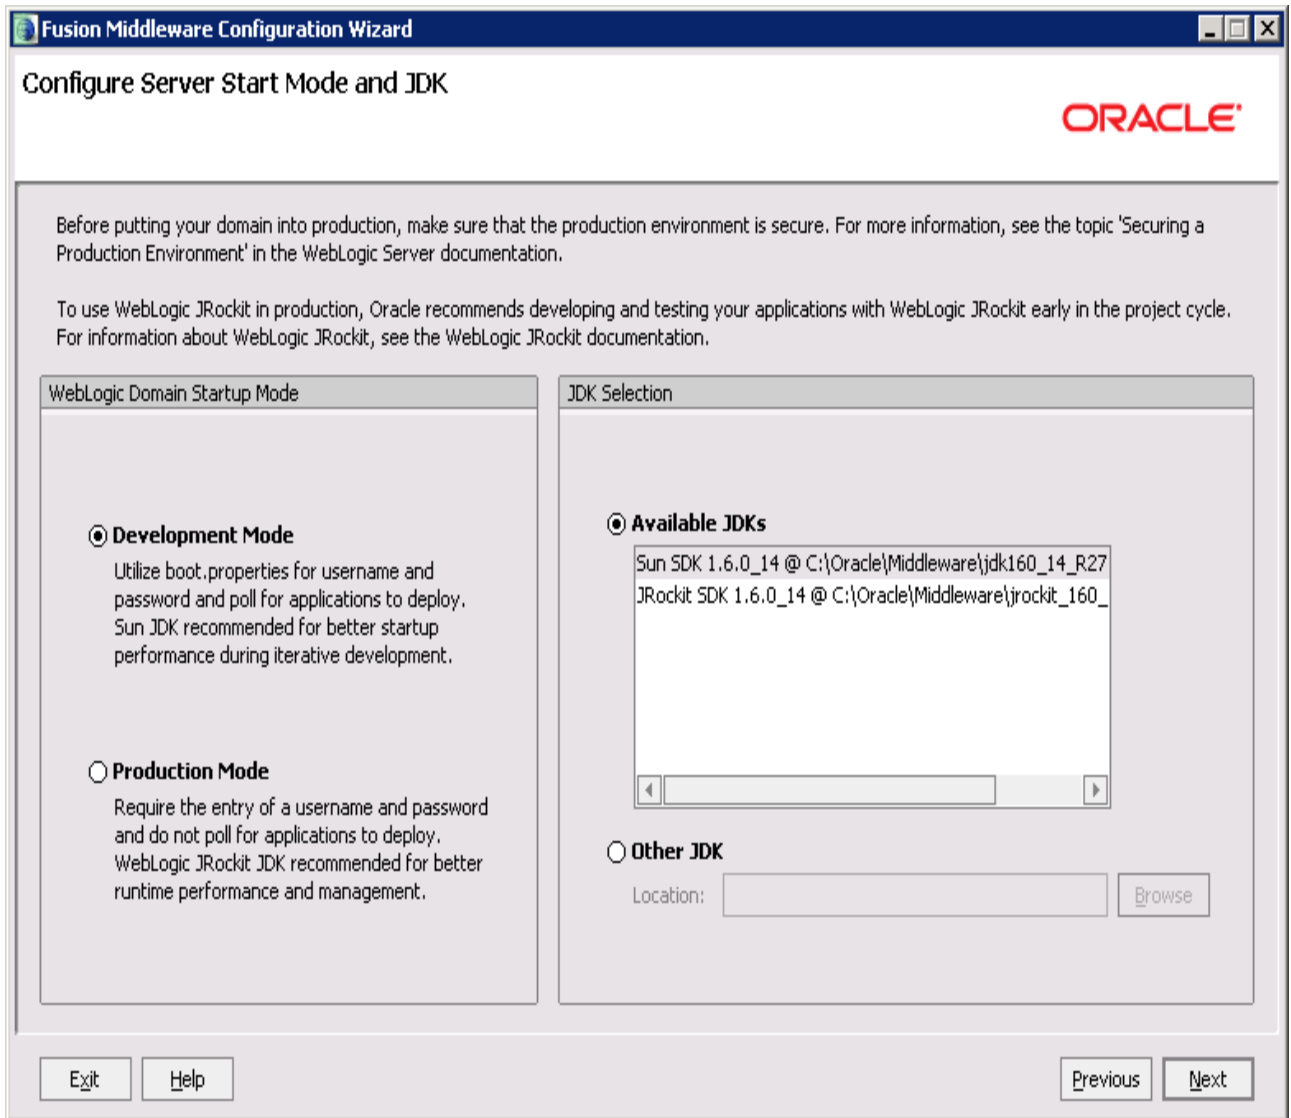 Fusion Middleware Configuration Wizard
Configure Server Start Mode and JDK
ORACLE
Before putting your domain into production, make sure that the production environment is secure. For more information, see the topic 'Securing a
Production Environment' in the WebLogic Server documentation.
To use WebLogic JRockit in production, Oracle recommends developing and testing your applications with WebLogic JRockit early in the project cycle.
For information about WebLogic JRockit, see the WebLogic JRockit documentation.
WebLogic Domain Startup Mode
Development Mode
Utilize boot.properties for username and
password and poll for applications to deploy.
Sun JDK recommended for better startup
performance during iterative development.
Production Mode
Require the entry of a username and password
and do not poll for applications to deploy.
WebLogic JRockit JDK recommended for better
runtime performance and management.
JDK Selection
Available JDKs
Sun SDK 1.6.0_14 @ C:\Oracle\Middleware\jdk160_14_R27
JRockit SDK 1.6.0_14 @ C:\Oracle\Middleware\jrockit_160_
Other JDK
Location:
Browse
Exit
Help
Previous
Next